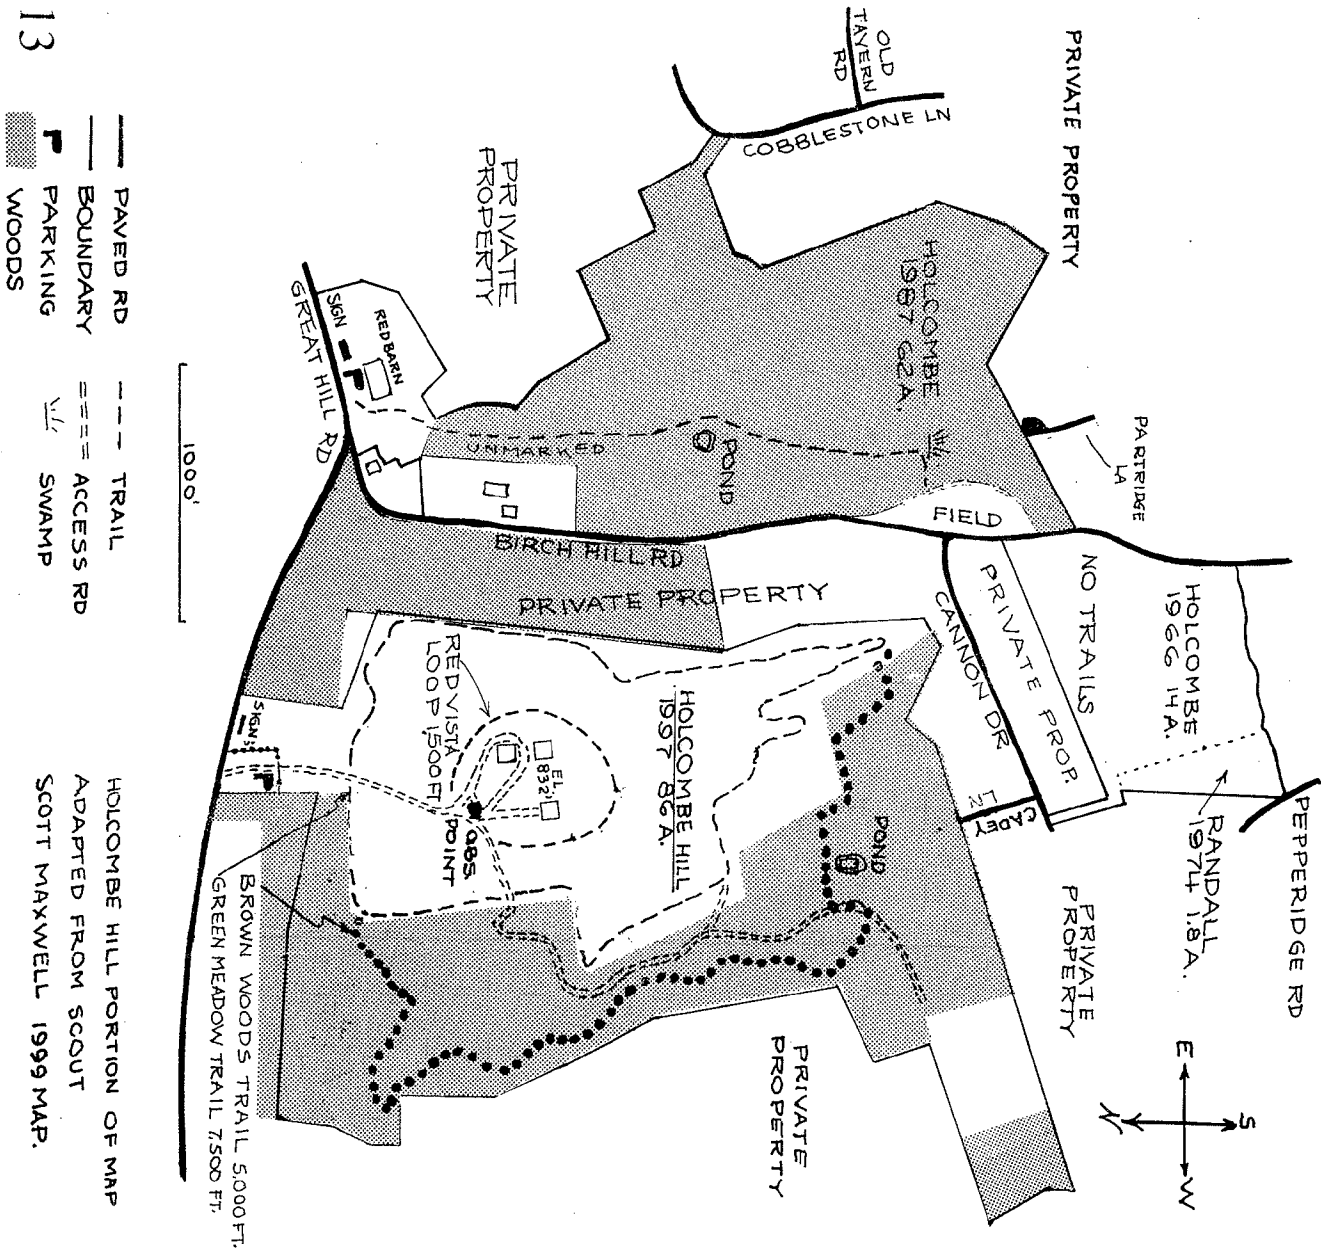 13
PAVED RD
BOUNDARY
PARKING
WOODS
TRAIL
ACCESS RD
SWAMP
HOLCOMBE HILL PORTION OF MAP
ADAPTED FROM SCOUT
SCOTT MAXWELL 1999 MAP.
1000'
OLD
TAVERN
RD
COBBLESTONE LN
PRIVATE PROPERTY
PRIVATE
PROPERTY
HOLCOMBE
1987 62A.
PARTRIDGE
LA
SIGN
RED BARN
P
GREAT HILL RD
UNMARKED
POND
FIELD
BIRCH HILL RD
PRIVATE PROPERTY
NO TRAILS
PRIVATE PROP.
CANNON DR
CADEY
LN
HOLCOMBE
1966 14A.
RANDALL
1974 1.8A.
PEPPERIDGE RD
PRIVATE
PROPERTY
RED VISTA
LOOP 1,500 FT
EL
832'
OBS
POINT
HOLCOMBE HILL
1997 86A.
POND
SIGNS
P
BROWN WOODS TRAIL 5,000 FT.
GREEN MEADOW TRAIL 7,500 FT.
PRIVATE
PROPERTY
E
S
N
W